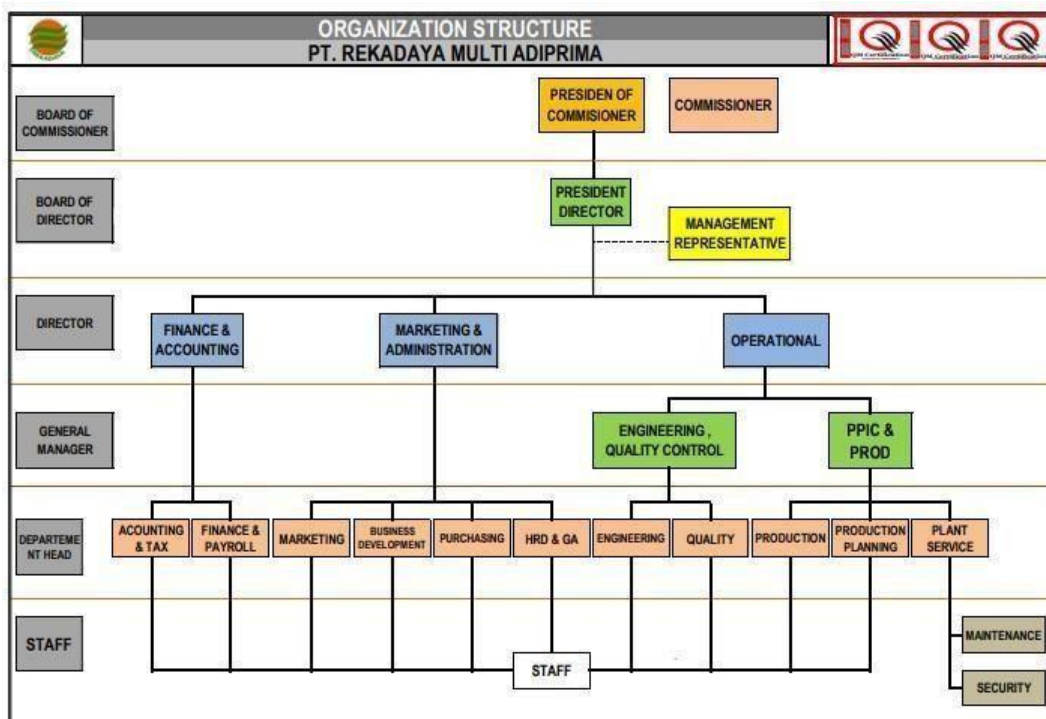 ORGANIZATION STRUCTURE
PT. REKADAYA MULTI ADIPRIMA
BOARD OF
COMMISSIONER
PRESIDEN OF
COMMISIONER
COMMISSIONER
BOARD OF
DIRECTOR
PRESIDENT
DIRECTOR
MANAGEMENT
REPRESENTATIVE
DIRECTOR
FINANCE &
ACCOUNTING
MARKETING &
ADMINISTRATION
OPERATIONAL
GENERAL
MANAGER
ENGINEERING ,
QUALITY CONTROL
PPIC &
PROD
DEPARTEME
NT HEAD
ACOUNTING
& TAX
FINANCE &
PAYROLL
MARKETING
BUSINESS
DEVELOPMENT
PURCHASING
HRD & GA
ENGINEERING
QUALITY
PRODUCTION
PRODUCTION
PLANNING
PLANT
SERVICE
STAFF
STAFF
MAINTENANCE
SECURITY